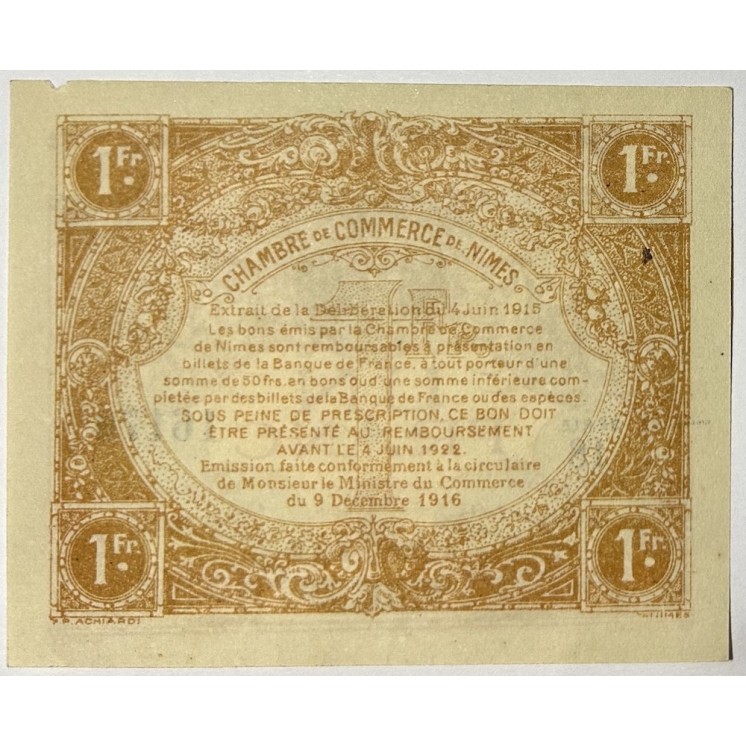 1Fr.
1Fr.
CHAMBRE DE COMMERCE DE NIMES
Extrait de la Délibération du 4 Juin 1915
Les bons émis par la Chambre de Commerce
de Nimes sont remboursables à présentation en
billets de la Banque de France, à tout porteur d'une
somme de 50 frs. en bons ou d'une somme inférieure com-
plétée par des billets de la Banque de France ou des espèces.
SOUS PEINE DE PRESCRIPTION, CE BON DOIT
ÊTRE PRÉSENTÉ AU REMBOURSEMENT
AVANT LE 4 JUIN 1922.
Emission faite conformément à la circulaire
de Monsieur le Ministre du Commerce
du 9 Décembre 1916
1Fr.
1Fr.
ACHIARDI
NIMES